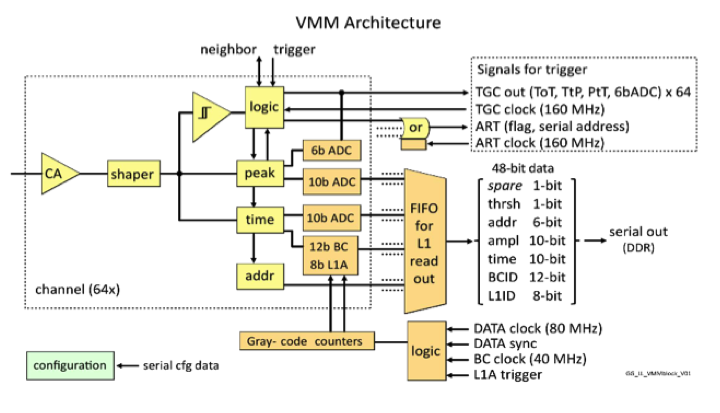 VMM Architecture
neighbor trigger
Signals for trigger
TGC out (ToT, TtP, PtT, 6bADC) x 64
TGC clock (160 MHz)
ART (flag, serial address)
ART clock (160 MHz)
logic
or
CA
shaper
peak
time
addr
6b ADC
10b ADC
10b ADC
12b BC
8b L1A
FIFO
for
L1
read
out
48-bit data
spare 1-bit
thrsh 1-bit
addr 6-bit
ampl 10-bit
time 10-bit
BCID 12-bit
L1ID 8-bit
serial out
(DDR)
channel (64x)
Gray- code counters
logic
DATA clock (80 MHz)
DATA sync
BC clock (40 MHz)
L1A trigger
configuration
serial cfg data